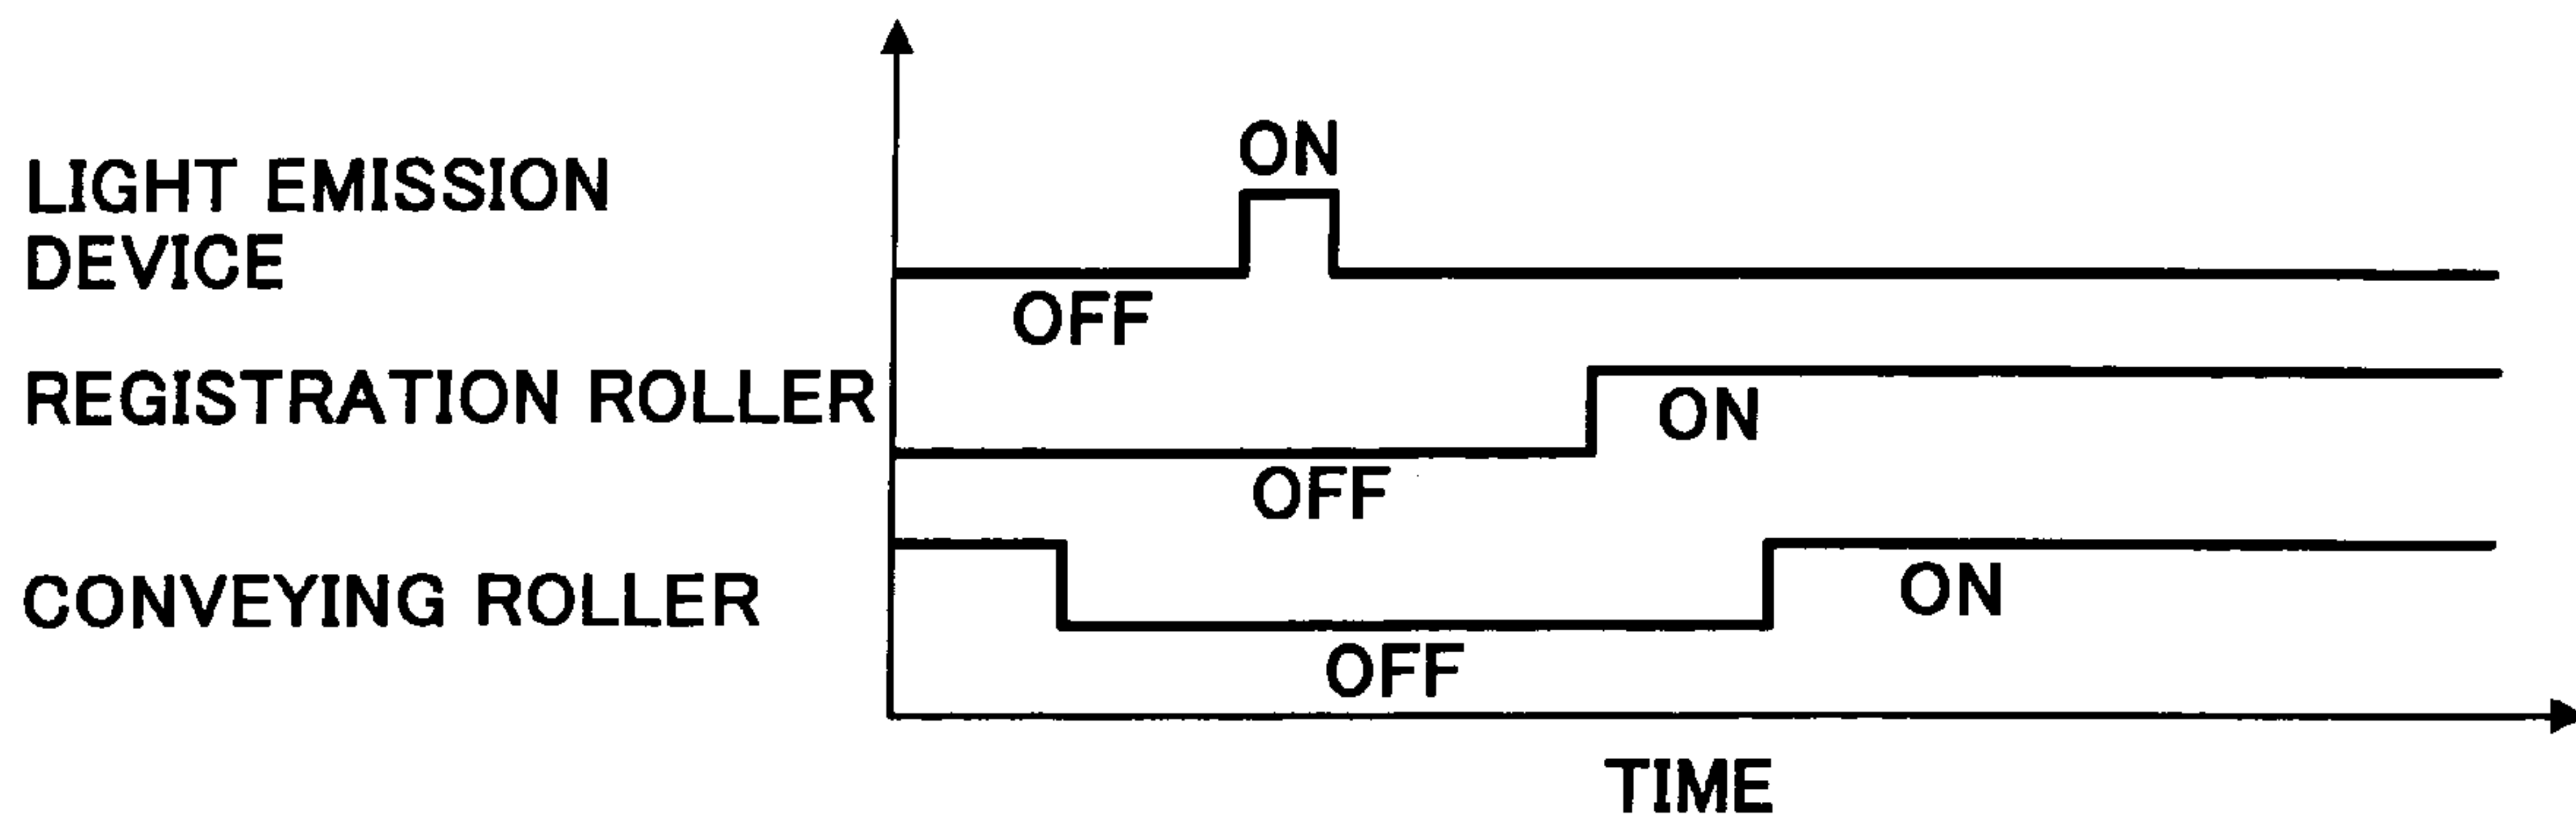 ON
LIGHT EMISSION
DEVICE
OFF
REGISTRATION ROLLER
ON
OFF
CONVEYING ROLLER
ON
OFF
TIME